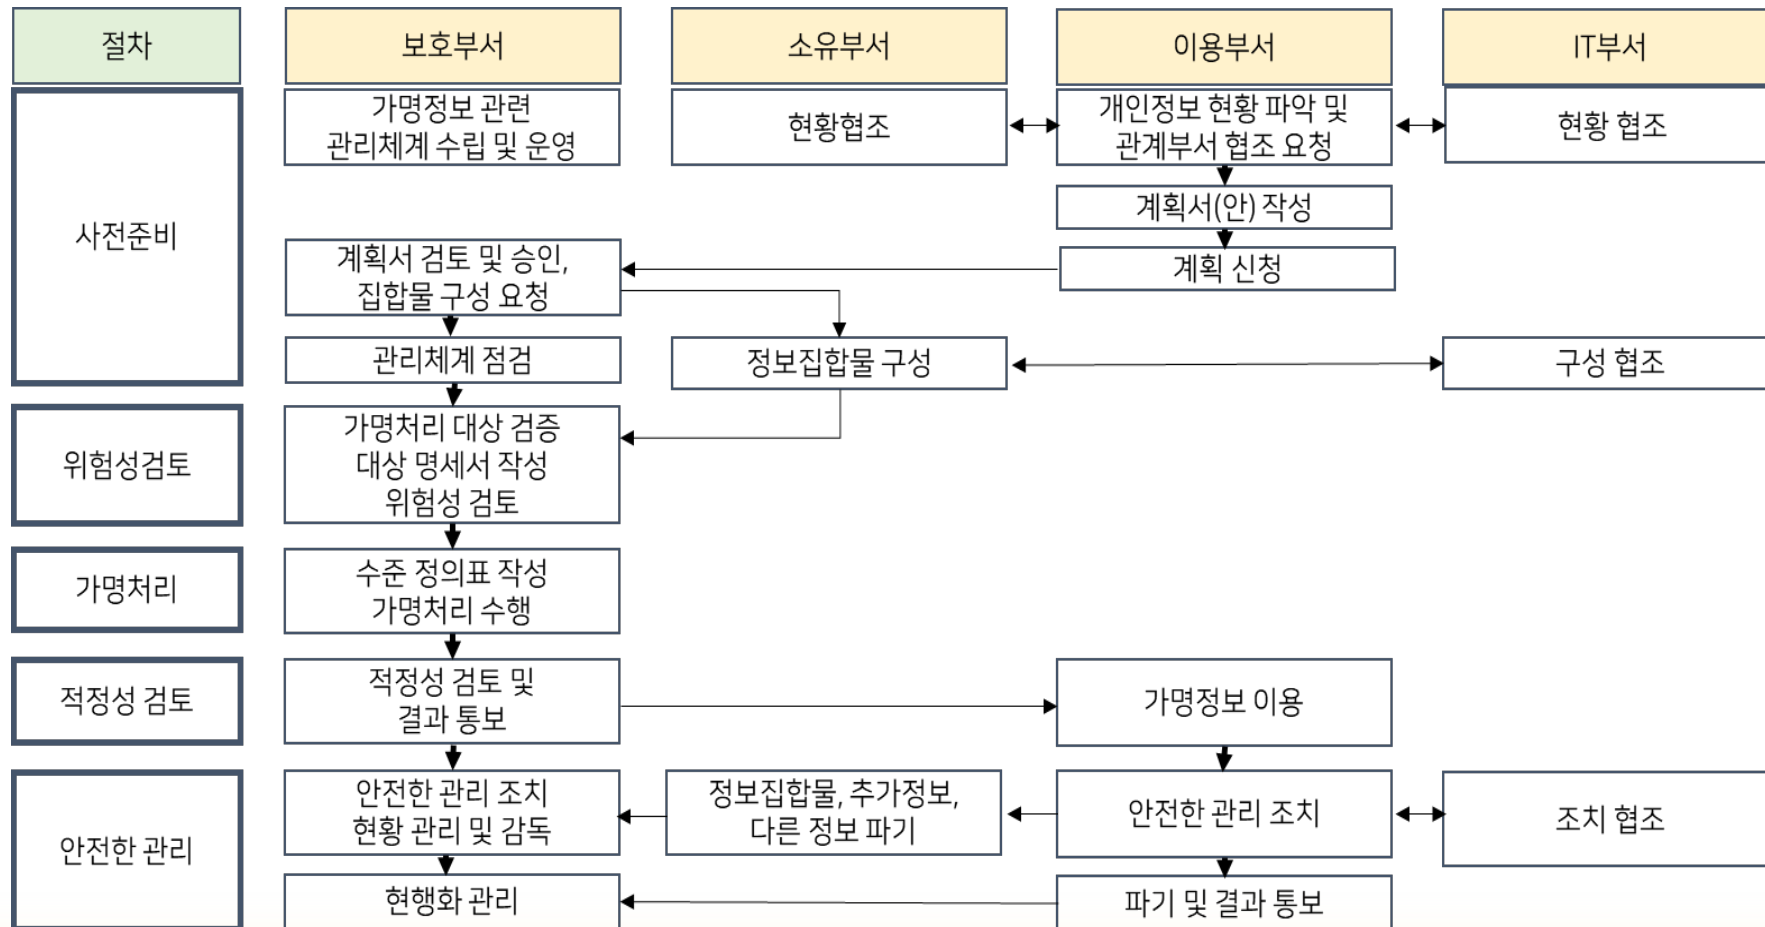 절차
보호부서
소유부서
이용부서
IT부서
사전준비
가명정보 관련
관리체계 수립 및 운영
현황협조
개인정보 현황 파악 및
관계부서 협조 요청
현황 협조
계획서(안) 작성
계획서 검토 및 승인,
집합물 구성 요청
계획 신청
관리체계 점검
정보집합물 구성
구성 협조
위험성검토
가명처리 대상 검증
대상 명세서 작성
위험성 검토
가명처리
수준 정의표 작성
가명처리 수행
적정성 검토
적정성 검토 및
결과 통보
가명정보 이용
안전한 관리
안전한 관리 조치
현황 관리 및 감독
정보집합물, 추가정보,
다른 정보 파기
안전한 관리 조치
조치 협조
현행화 관리
파기 및 결과 통보